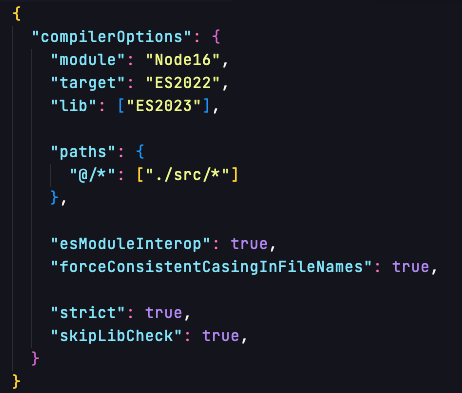 {
"compilerOptions": {
"module": "Node16",
"target": "ES2022",
"lib": ["ES2023"],
"paths": {
"@/*": ["./src/*"]
},
"esModuleInterop": true,
"forceConsistentCasingInFileNames": true,
"strict": true,
"skipLibCheck": true,
}
}